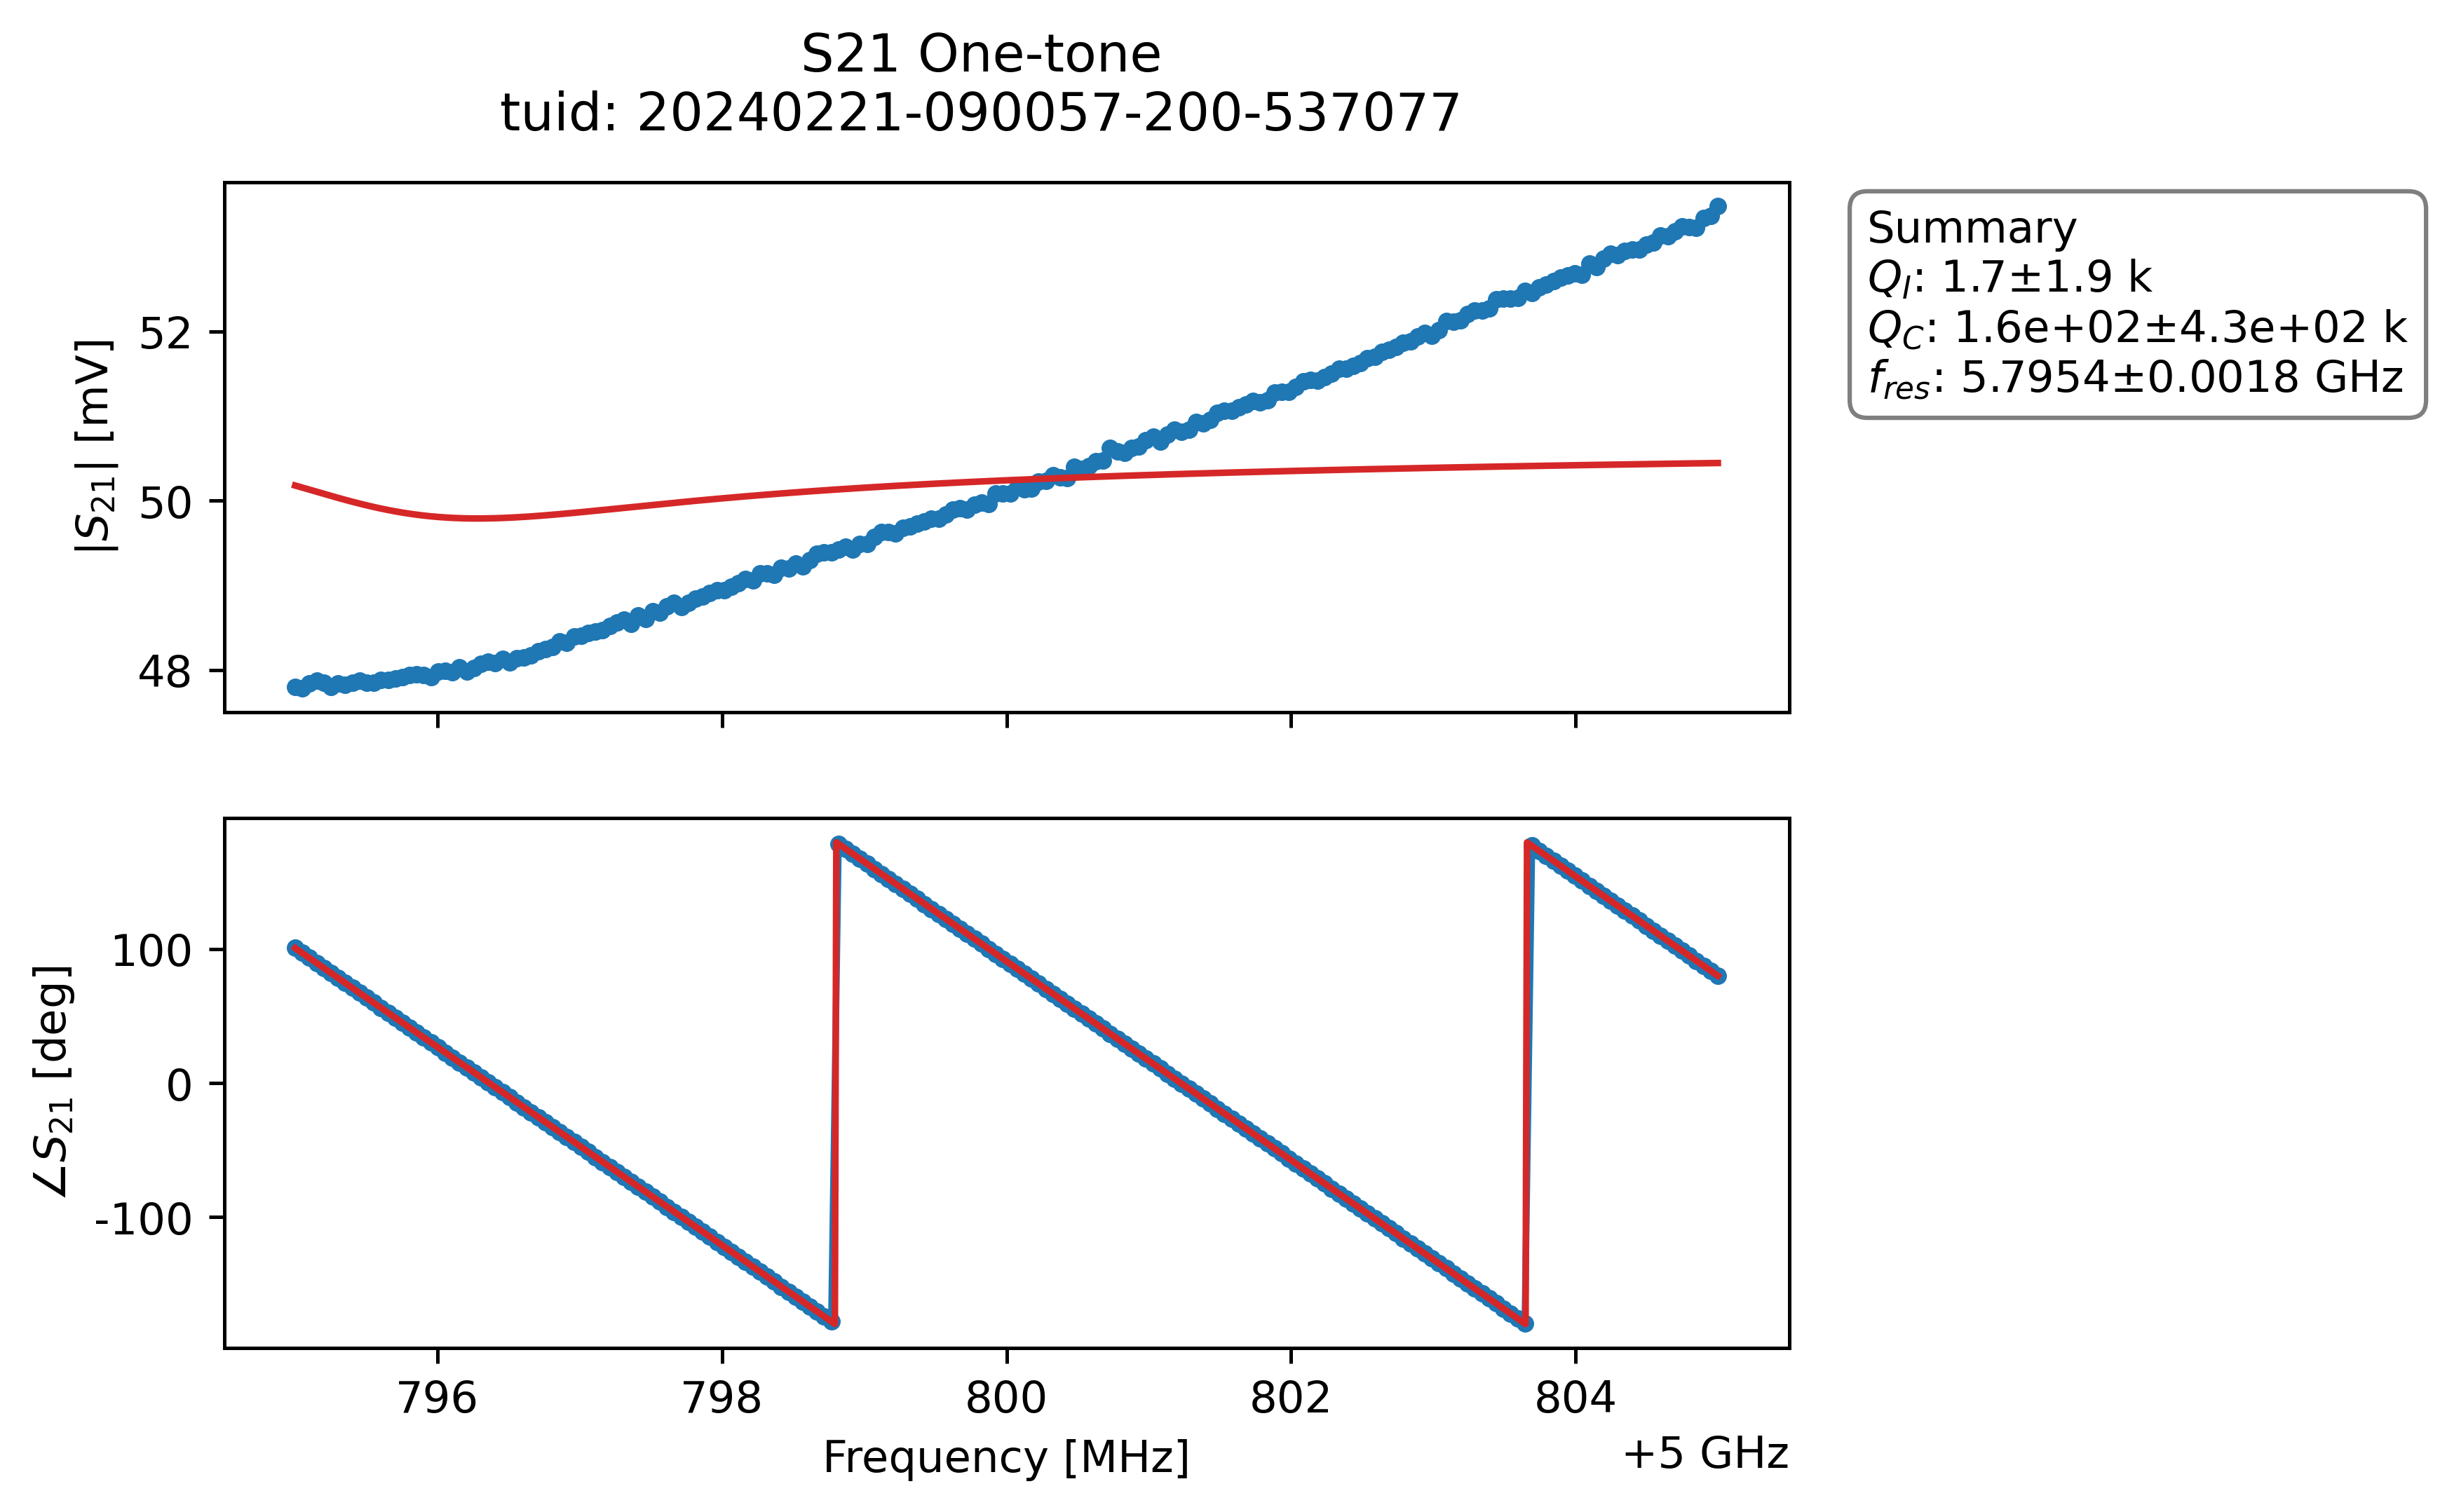 S21 One-tone
tuid: 20240221-090057-200-537077
|S₂₁| [mV]
52
50
48
Summary
Q_I: 1.7±1.9 k
Q_C: 1.6e+02±4.3e+02 k
f_res: 5.7954±0.0018 GHz
∠S₂₁ [deg]
100
0
-100
796 798 800 802 804
Frequency [MHz]
+5 GHz